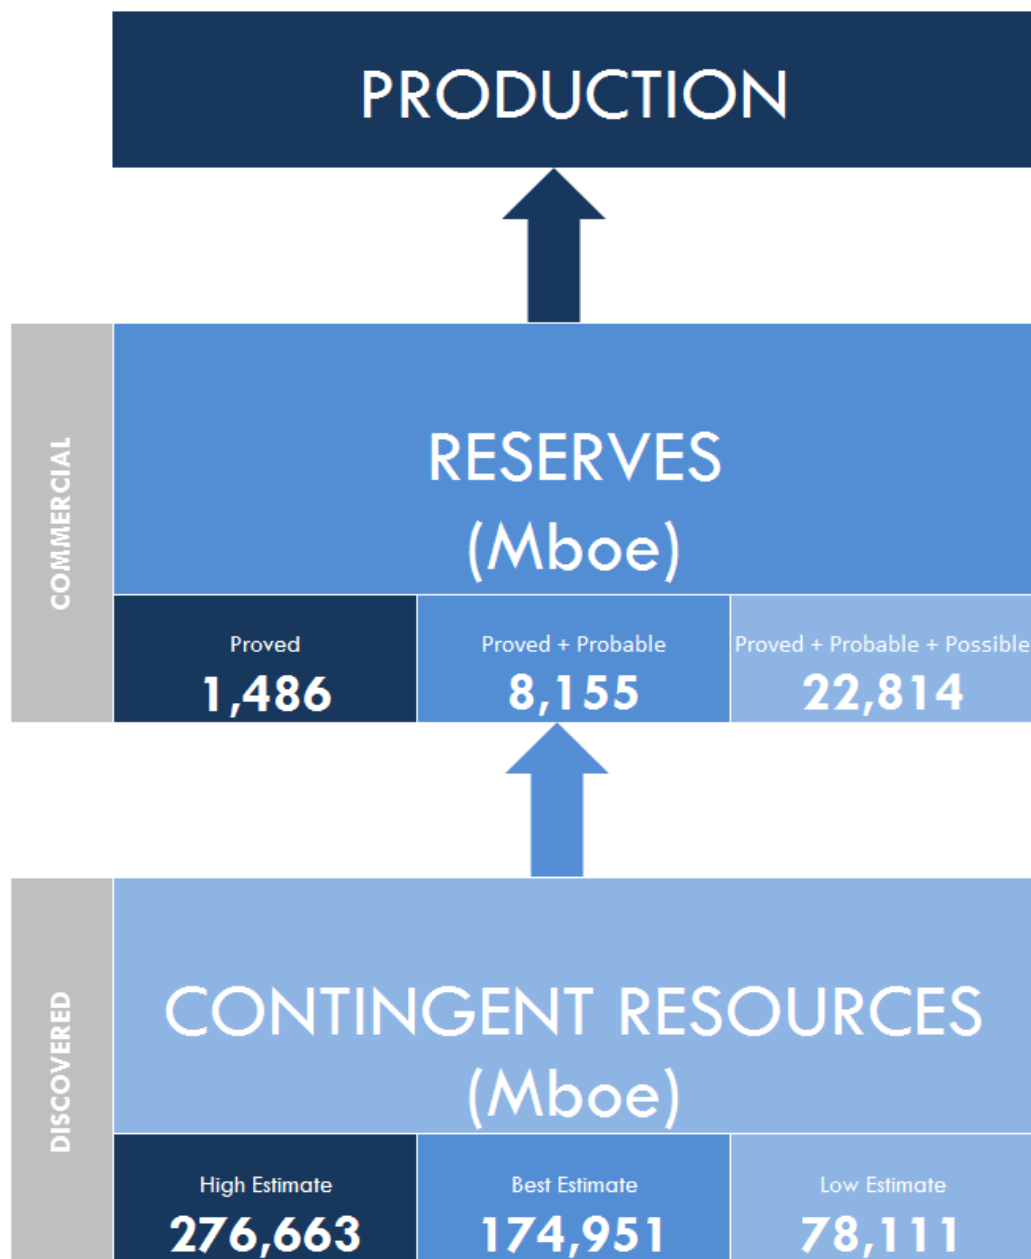 PRODUCTION
COMMERCIAL
RESERVES
(Mboe)
Proved
1,486
Proved + Probable
8,155
Proved + Probable + Possible
22,814
DISCOVERED
CONTINGENT RESOURCES
(Mboe)
High Estimate
276,663
Best Estimate
174,951
Low Estimate
78,111